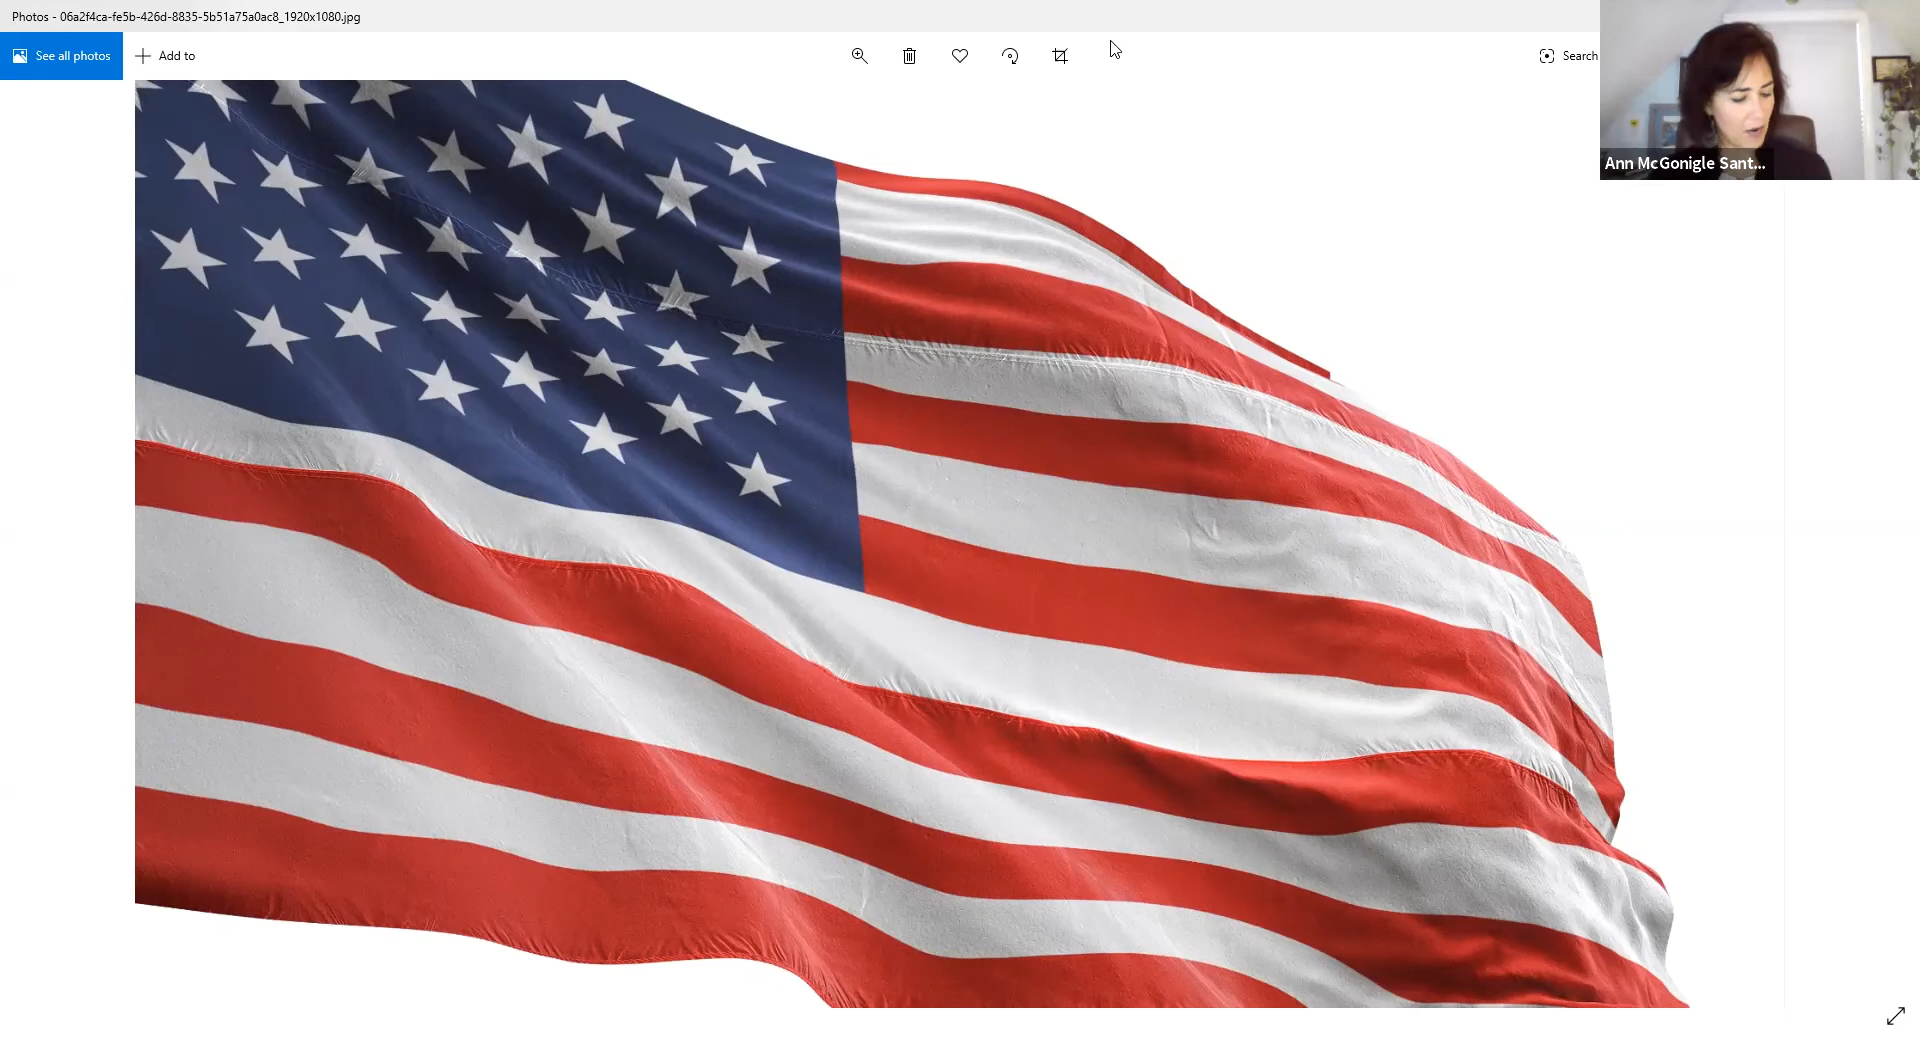 Photos - 06a2f4ca-fe5b-426d-8835-5b51a75a0ac8_1920x1080.jpg
See all photos
Add to
Search
Ann McGonigle Sant...